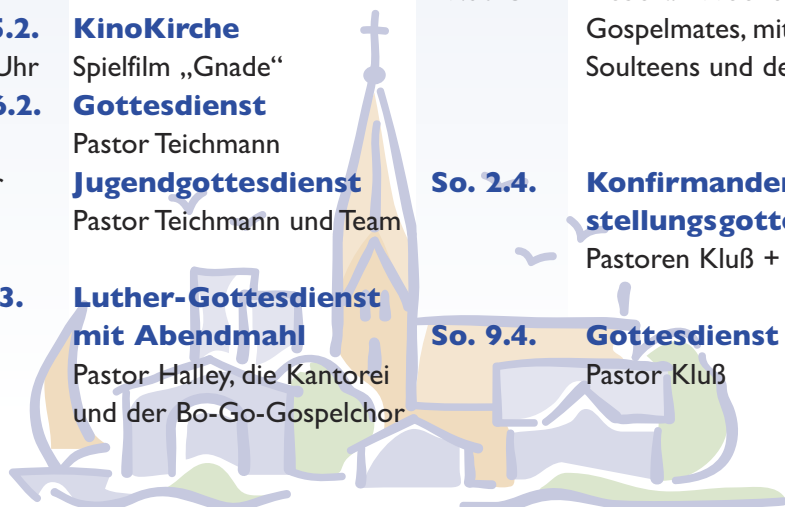 5.2. KinoKirche
Uhr Spielfilm „Gnade“
6.2. Gottesdienst
Pastor Teichmann
Jugendgottesdienst
Pastor Teichmann und Team
3. Luther-Gottesdienst
mit Abendmahl
Pastor Halley, die Kantorei
und der Bo-Go-Gospelchor
Gospelmates, mit
Soulteens und de
So. 2.4. Konfirmanden
stellungsgotte
Pastoren Kluß +
So. 9.4. Gottesdienst
Pastor Kluß